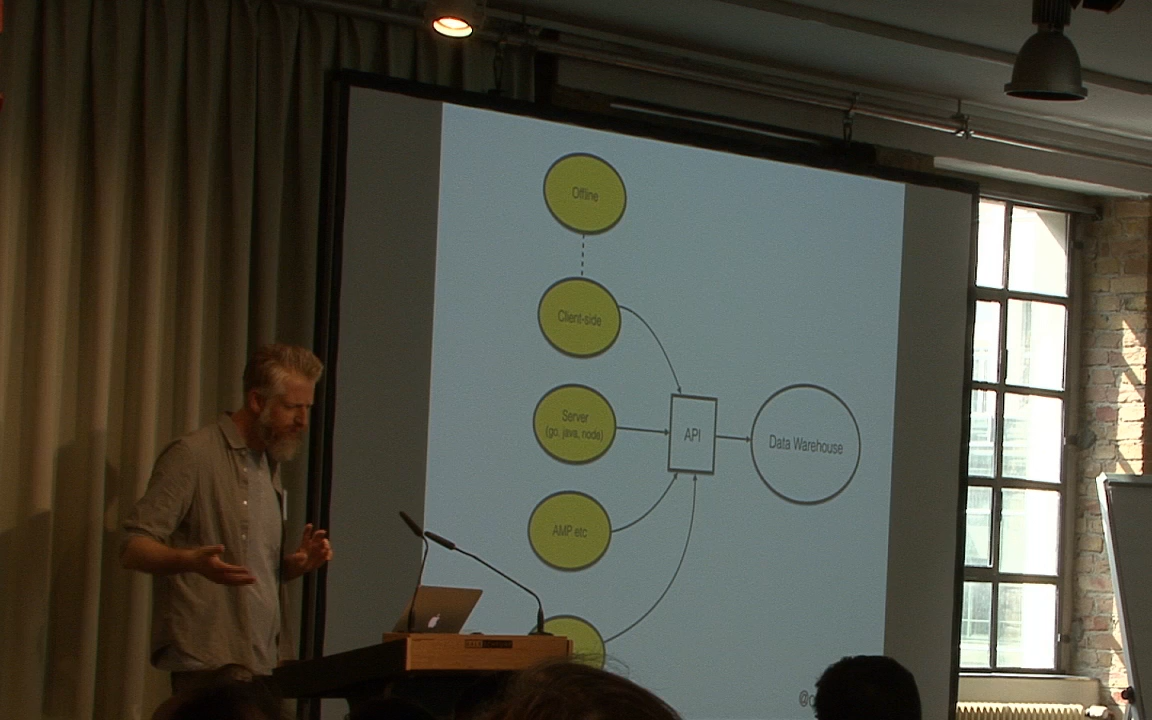 Offline
Client-side
Server
(go, java, node)
API
Data Warehouse
AMP etc